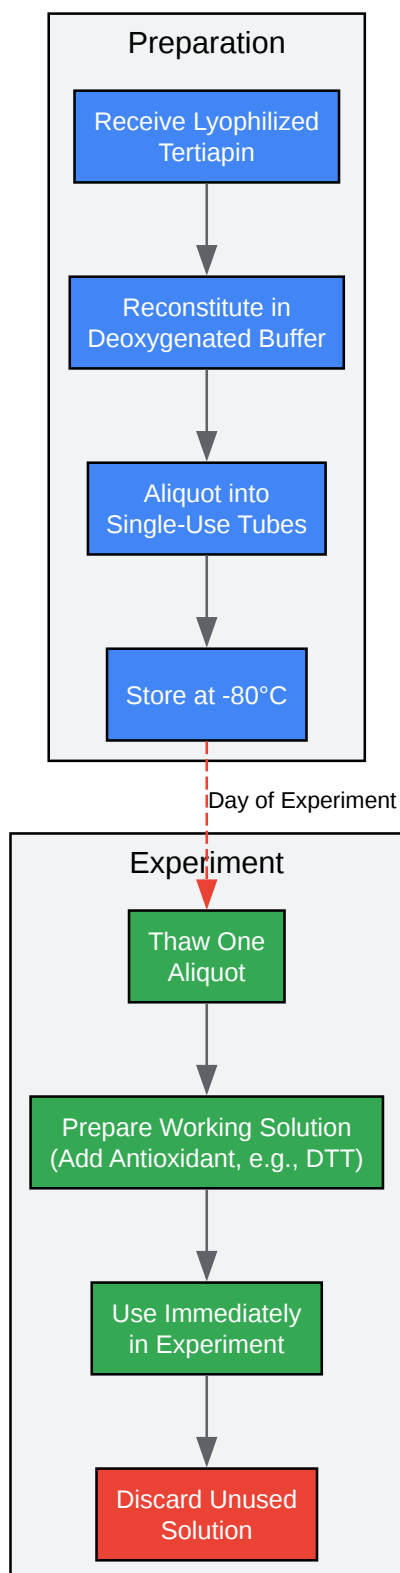 Preparation
Receive Lyophilized
Tertiapin
Reconstitute in
Deoxygenated Buffer
Aliquot into
Single-Use Tubes
Store at -80°C
Day of Experiment
Experiment
Thaw One
Aliquot
Prepare Working Solution
(Add Antioxidant, e.g., DTT)
Use Immediately
in Experiment
Discard Unused
Solution